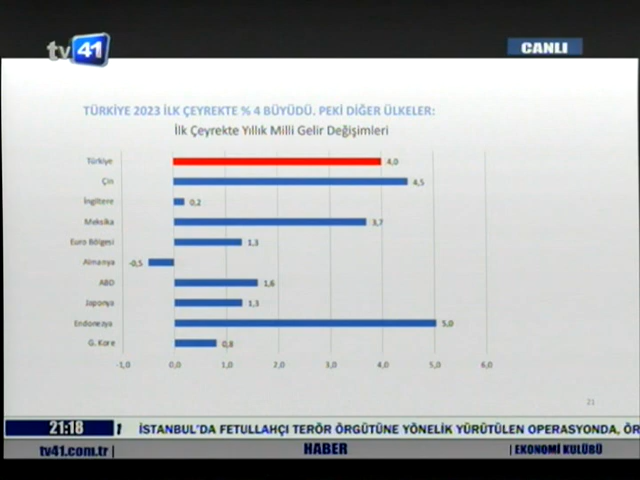 tv41
CANLI
TÜRKİYE 2023 İLK ÇEYREKTE % 4 BÜYÜDÜ. PEKİ DİĞER ÜLKELER:
İlk Çeyrekte Yıllık Milli Gelir Değişimleri
Türkiye 4,0
Çin 4,5
İngiltere 0,2
Meksika 3,7
Euro Bölgesi 1,3
Almanya -0,5
ABD 1,6
Japonya 1,3
Endonezya 5,0
G. Kore 0,8
-1,0 0,0 1,0 2,0 3,0 4,0 5,0 6,0
21
21:18 İSTANBUL'DA FETULLAHÇI TERÖR ÖRGÜTÜNE YÖNELİK YÜRÜTÜLEN OPERASYONDA, ÖR
tv41.com.tr | HABER | EKONOMİ KULÜBÜ